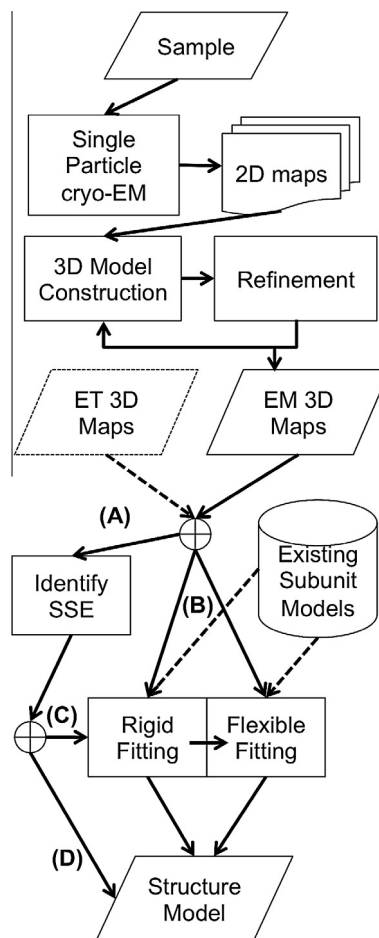 Sample
Single
Particle
cryo-EM
2D maps
3D Model
Construction
Refinement
ET 3D
Maps
EM 3D
Maps
(A)
Identify
SSE
(B)
Existing
Subunit
Models
(C)
Rigid
Fitting
Flexible
Fitting
(D)
Structure
Model